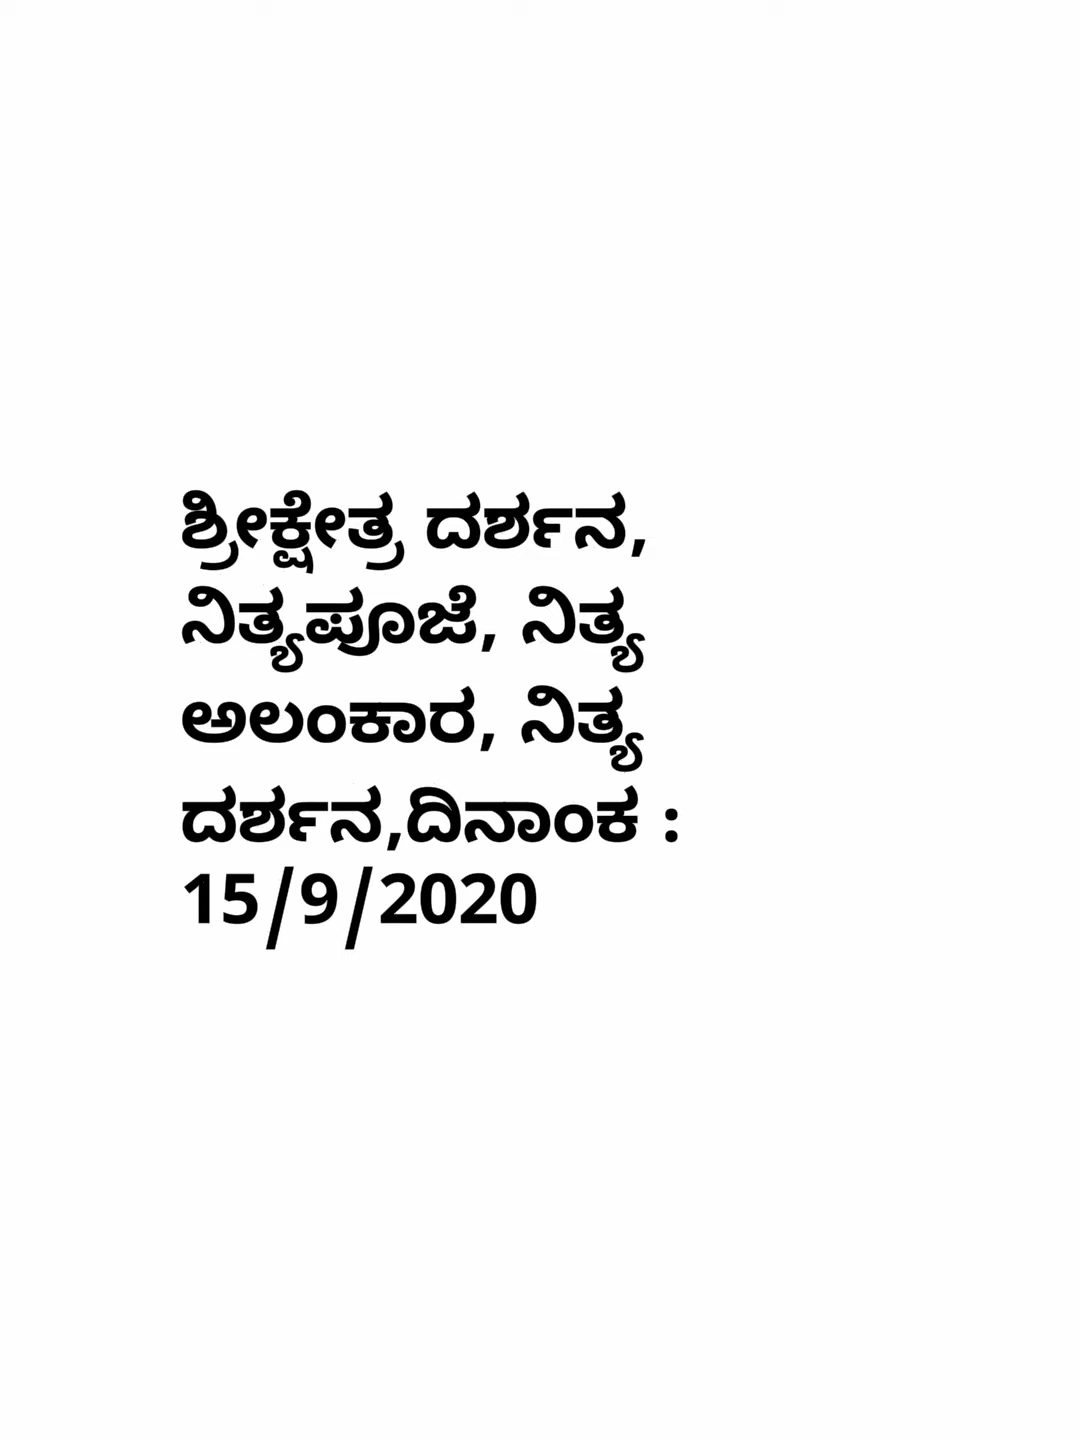 ಶ್ರೀಕ್ಷೇತ್ರ ದರ್ಶನ,
ನಿತ್ಯಪೂಜೆ, ನಿತ್ಯ
ಅಲಂಕಾರ, ನಿತ್ಯ
ದರ್ಶನ,ದಿನಾಂಕ :
15/9/2020